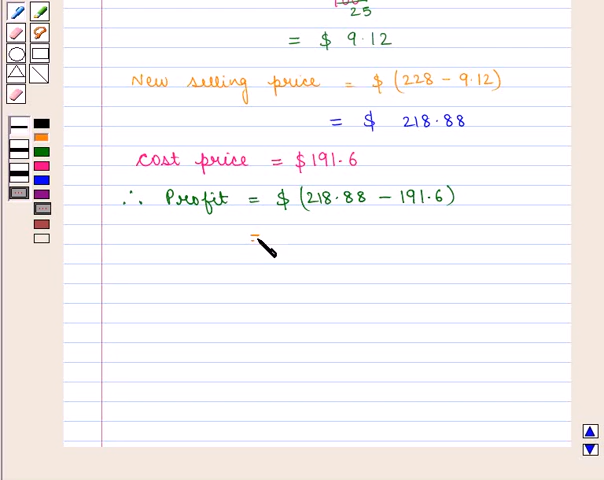 25
= $ 9.12
New selling price = $ (228 - 9.12)
= $ 218.88
Cost price = $191.6
∴ Profit = $ (218.88 - 191.6)
=